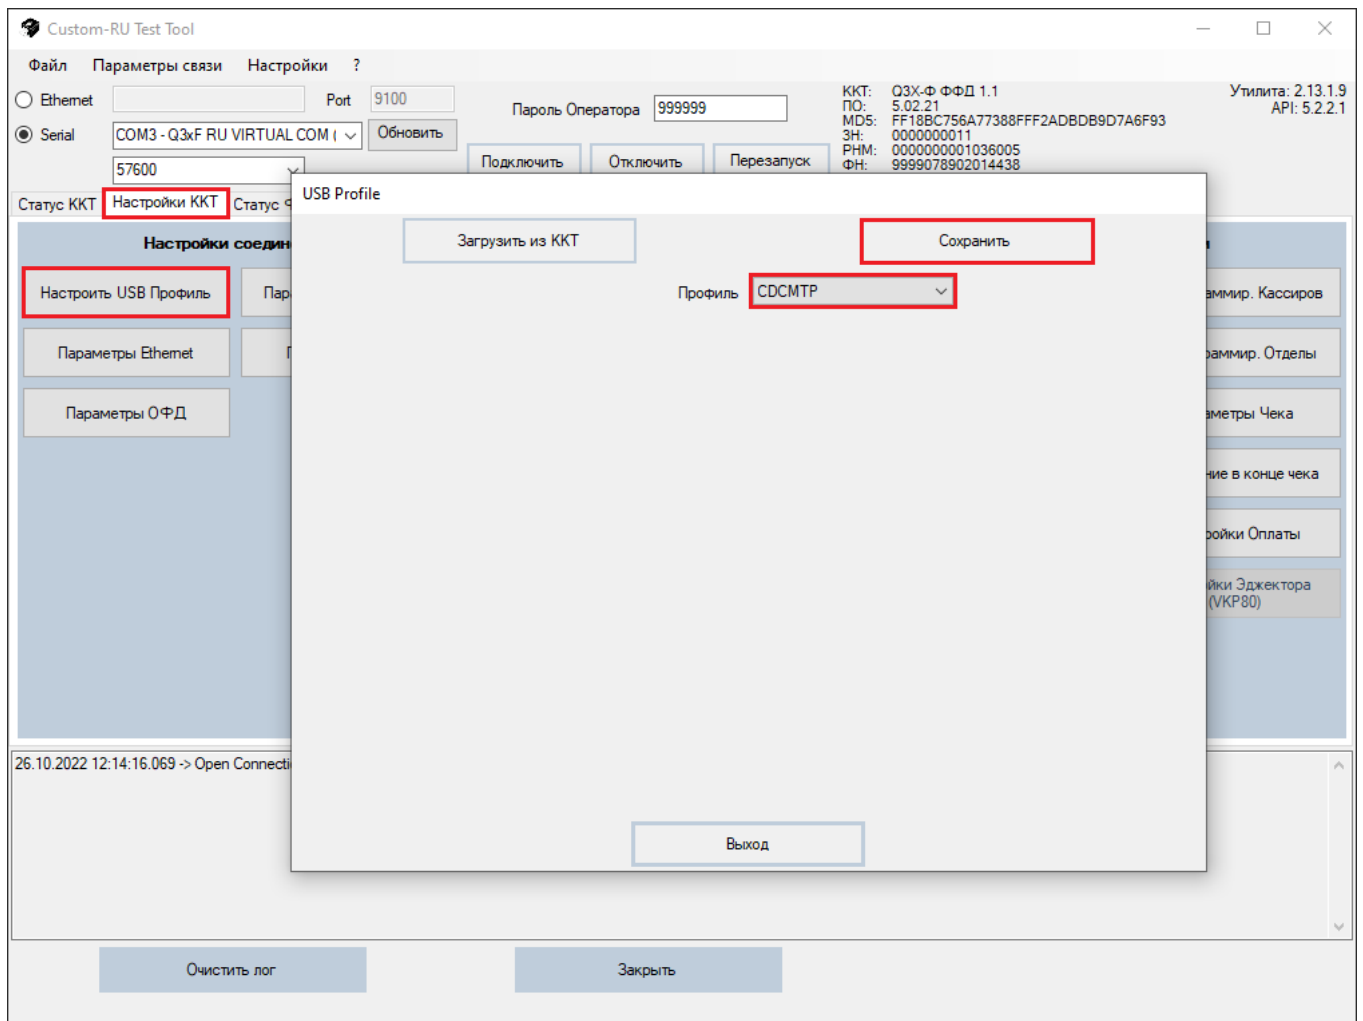 Custom-RU Test Tool
Файл Параметры связи Настройки ?
Ethernet Port 9100
Serial COM3 - Q3xF RU VIRTUAL COM ( Обновить
57600
Пароль Оператора 999999
Подключить Отключить Перезапуск
ККТ: Q3X-Ф ФФД 1.1
ПО: 5.02.21
MD5: FF18BC756A77388FFF2ADBDB9D7A6F93
ЗН: 0000000011
РНМ: 0000000001036005
ФН: 9999078902014438
Утилита: 2.13.1.9
API: 5.2.2.1
Статус ККТ Настройки ККТ Статус Ф
Настройки соедин
Настроить USB Профиль Пар
Параметры Ethernet
Параметры ОФД
USB Profile
Загрузить из ККТ Сохранить
Профиль CDCMTP
Выход
аммир. Кассиров
раммир. Отделы
аметры Чека
ние в конце чека
ройки Оплаты
йки Эджектора
(VKP80)
26.10.2022 12:14:16.069 -> Open Connecti
Очистить лог Закрыть